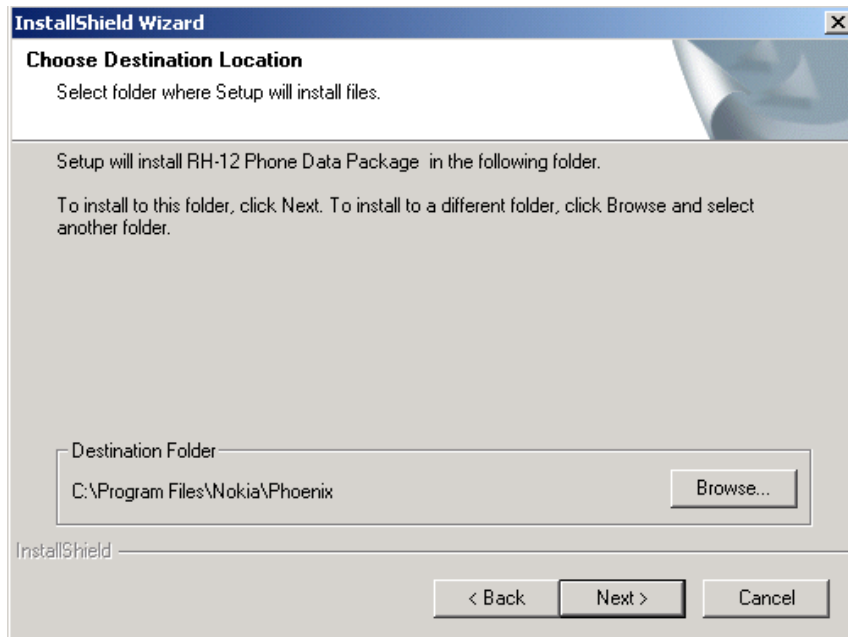 InstallShield Wizard
Choose Destination Location
Select folder where Setup will install files.
Setup will install RH-12 Phone Data Package in the following folder.
To install to this folder, click Next. To install to a different folder, click Browse and select
another folder.
Destination Folder
C:\Program Files\Nokia\Phoenix
Browse...
InstallShield
< Back
Next >
Cancel